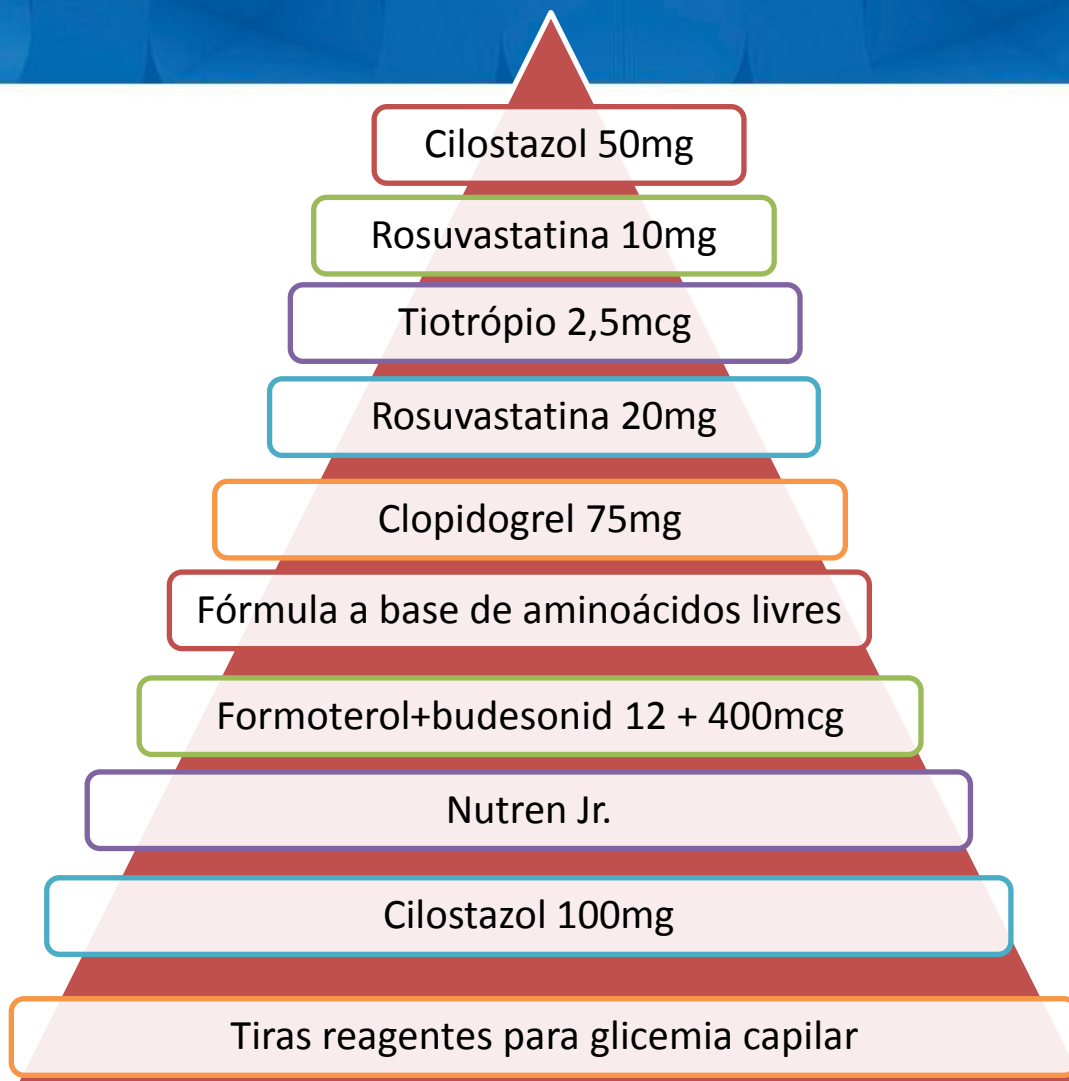 Cilostazol 50mg
Rosuvastatina 10mg
Tiotrópio 2,5mcg
Rosuvastatina 20mg
Clopidogrel 75mg
Fórmula a base de aminoácidos livres
Formoterol+budesonid 12 + 400mcg
Nutren Jr.
Cilostazol 100mg
Tiras reagentes para glicemia capilar